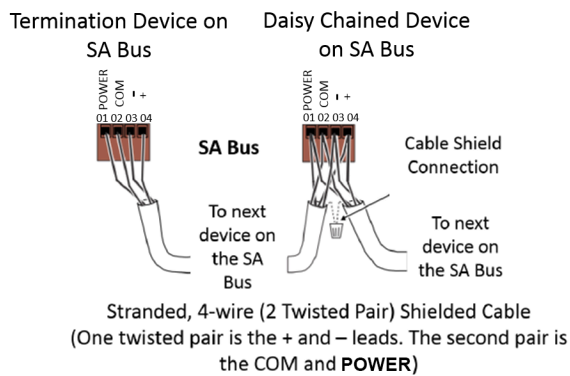 Termination Device on
SA Bus
Daisy Chained Device
on SA Bus
POWER
COM
–
+
01 02 03 04
POWER
COM
–
+
01 02 03 04
SA Bus
Cable Shield
Connection
To next
device on
the SA
Bus
To next
device on
the SA Bus
Stranded, 4-wire (2 Twisted Pair) Shielded Cable
(One twisted pair is the + and – leads. The second pair is
the COM and POWER)